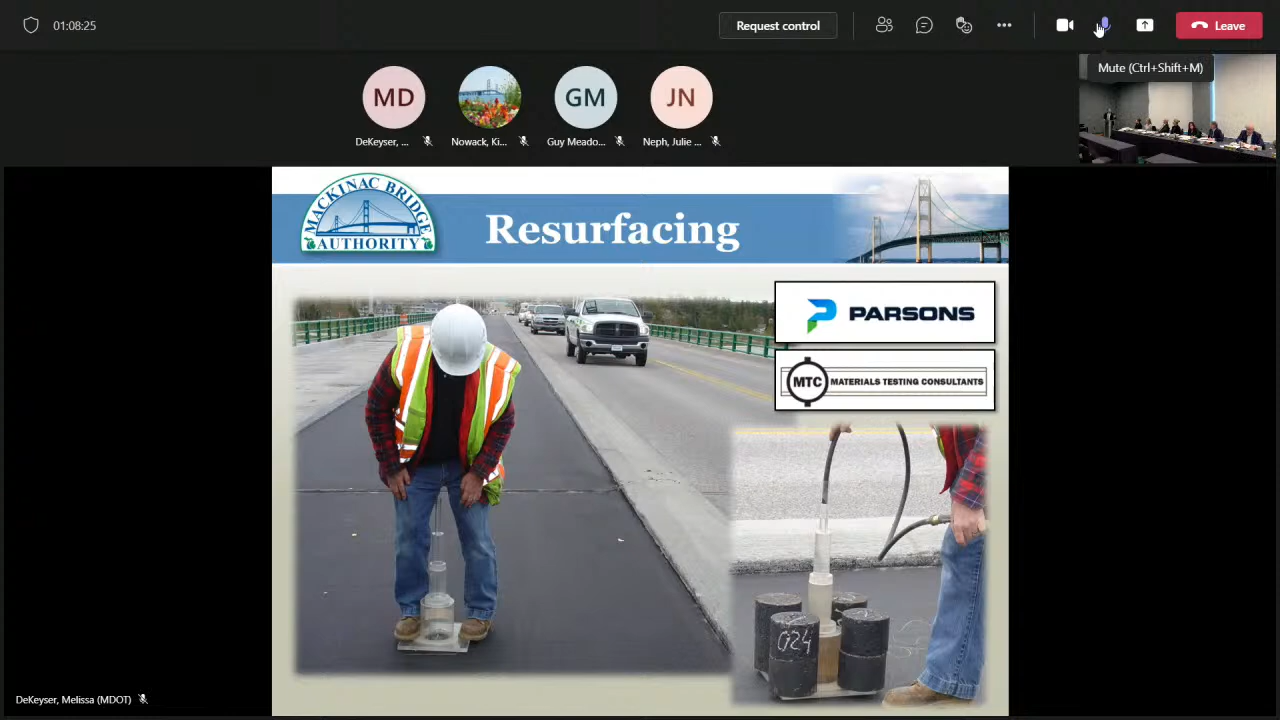 01:08:25
Request control
Leave
Mute (Ctrl+Shift+M)
MD
GM
JN
DeKeyser, ...
Nowack, Ki...
Guy Meado...
Neph, Julie ...
MACKINAC BRIDGE
AUTHORITY
Resurfacing
PARSONS
MTC
MATERIALS TESTING CONSULTANTS
024
DeKeyser, Melissa (MDOT)